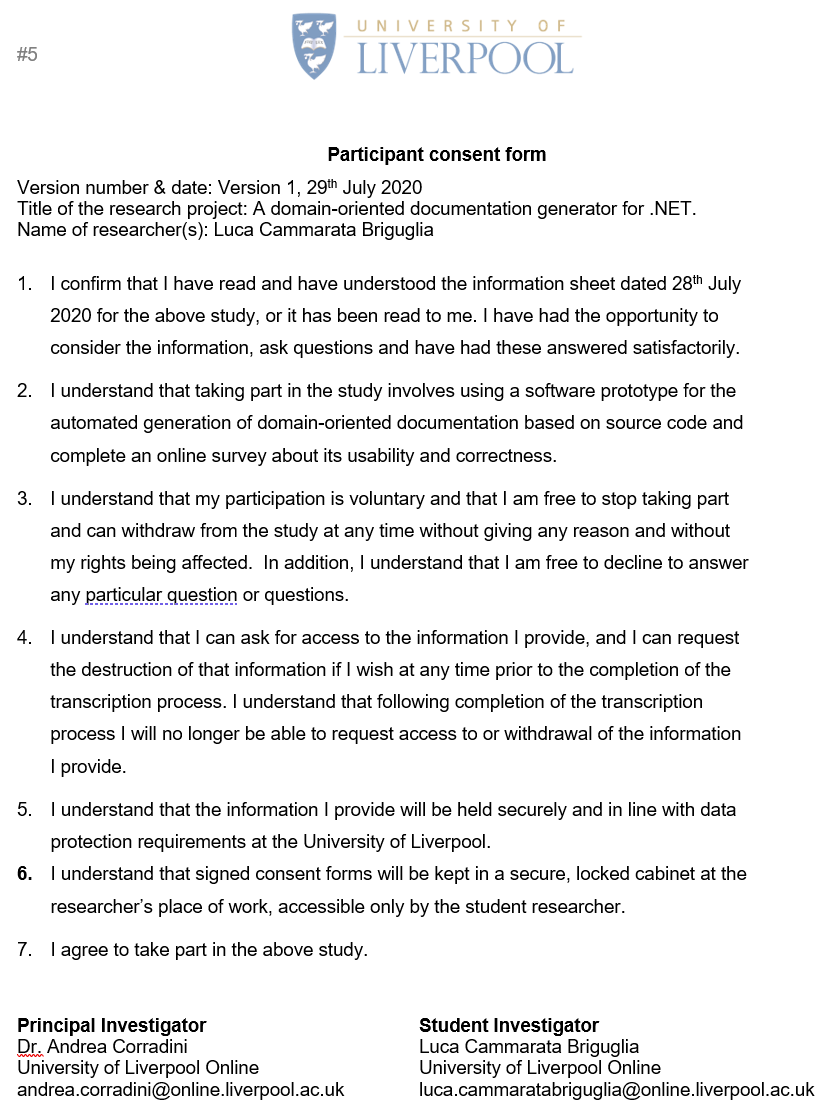 #5
UNIVERSITY OF
LIVERPOOL
Participant consent form
Version number & date: Version 1, 29th July 2020
Title of the research project: A domain-oriented documentation generator for .NET.
Name of researcher(s): Luca Cammarata Briguglia
1. I confirm that I have read and have understood the information sheet dated 28th July
2020 for the above study, or it has been read to me. I have had the opportunity to
consider the information, ask questions and have had these answered satisfactorily.
2. I understand that taking part in the study involves using a software prototype for the
automated generation of domain-oriented documentation based on source code and
complete an online survey about its usability and correctness.
3. I understand that my participation is voluntary and that I am free to stop taking part
and can withdraw from the study at any time without giving any reason and without
my rights being affected.  In addition, I understand that I am free to decline to answer
any particular question or questions.
4. I understand that I can ask for access to the information I provide, and I can request
the destruction of that information if I wish at any time prior to the completion of the
transcription process. I understand that following completion of the transcription
process I will no longer be able to request access to or withdrawal of the information
I provide.
5. I understand that the information I provide will be held securely and in line with data
protection requirements at the University of Liverpool.
6. I understand that signed consent forms will be kept in a secure, locked cabinet at the
researcher’s place of work, accessible only by the student researcher.
7. I agree to take part in the above study.
Principal Investigator
Dr. Andrea Corradini
University of Liverpool Online
andrea.corradini@online.liverpool.ac.uk
Student Investigator
Luca Cammarata Briguglia
University of Liverpool Online
luca.cammaratabriguglia@online.liverpool.ac.uk